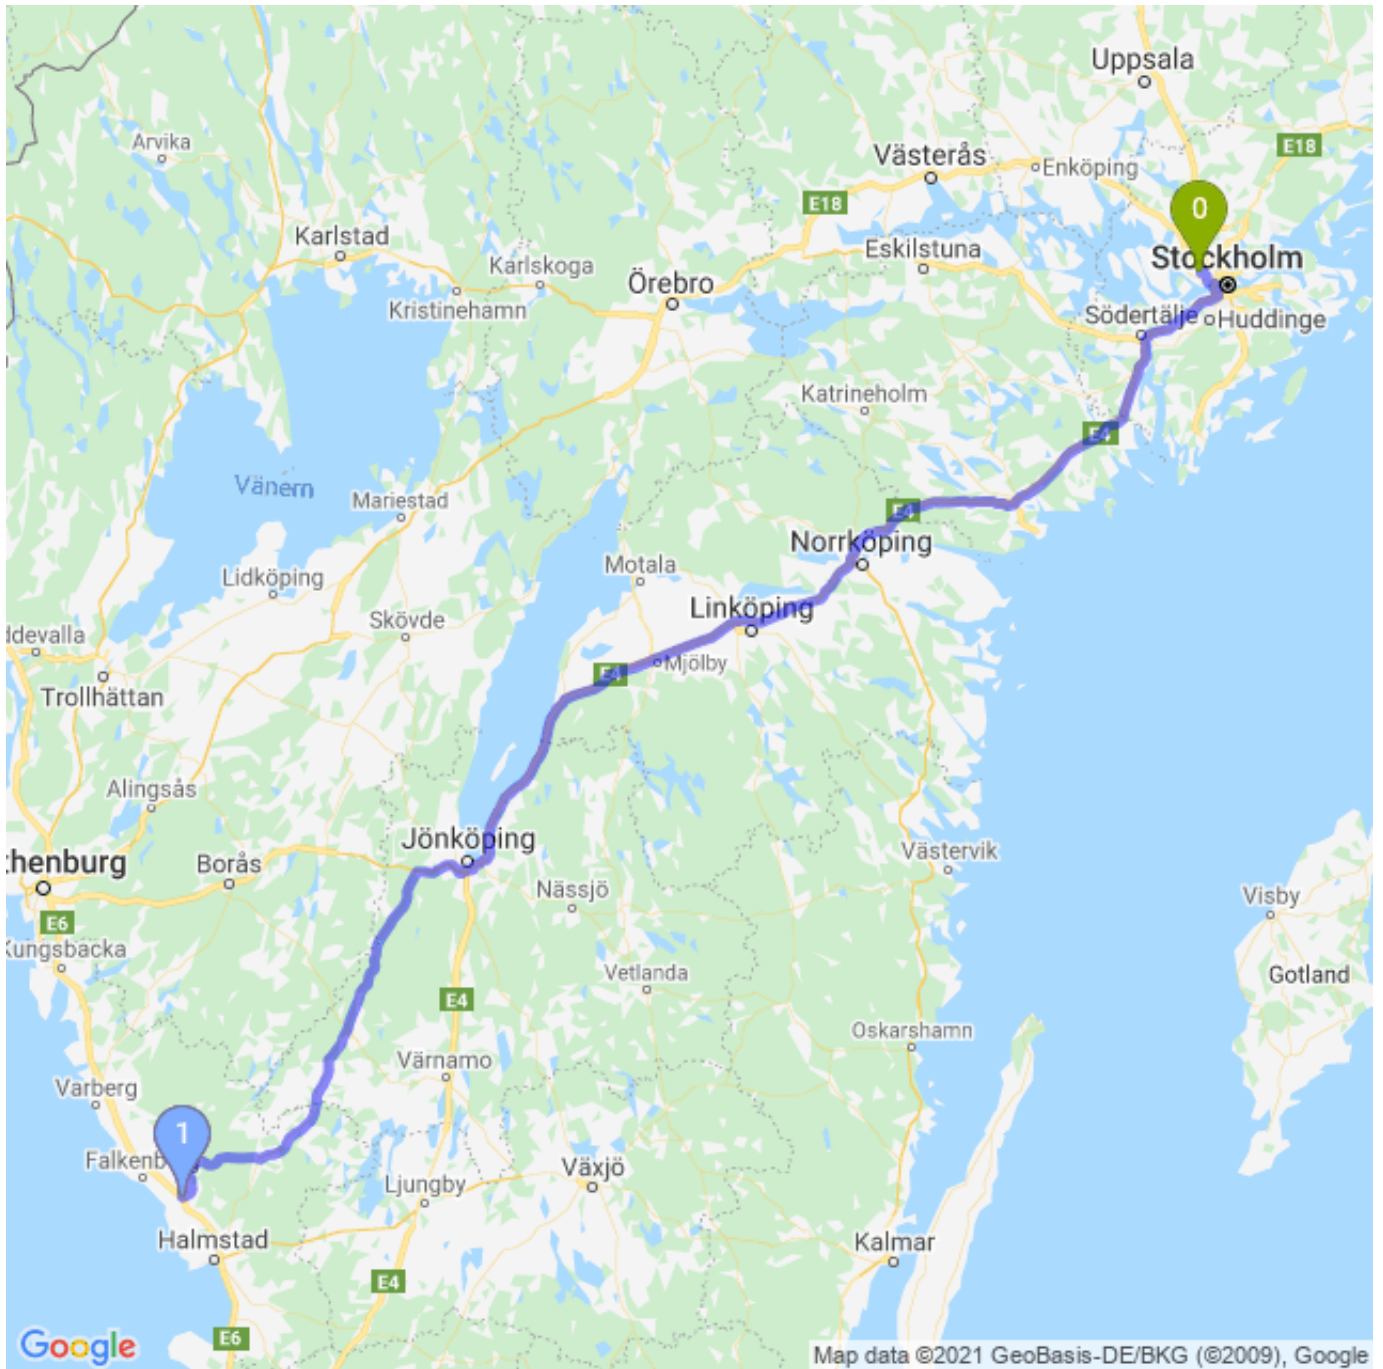 Uppsala
Arvika
Västerås
Enköping
E18
0
E18
Karlstad
Karlskoga
Örebro
Eskilstuna
Stockholm
Kristinehamn
Södertälje
Huddinge
Katrineholm
E4
Vänern
Mariestad
E4
Norrköping
Motala
Lidköping
Linköping
Skövde
ddevalla
Mjölby
E4
Trollhättan
Alingsås
Jönköping
Västervik
thenburg
Borås
Nässjö
Visby
E6
Kungsbacka
Vetlanda
Gotland
E4
Oskarshamn
Värnamo
Varberg
1
Falkenb
Växjö
Ljungby
Halmstad
Kalmar
E4
E6
Google
Map data ©2021 GeoBasis-DE/BKG (©2009), Google